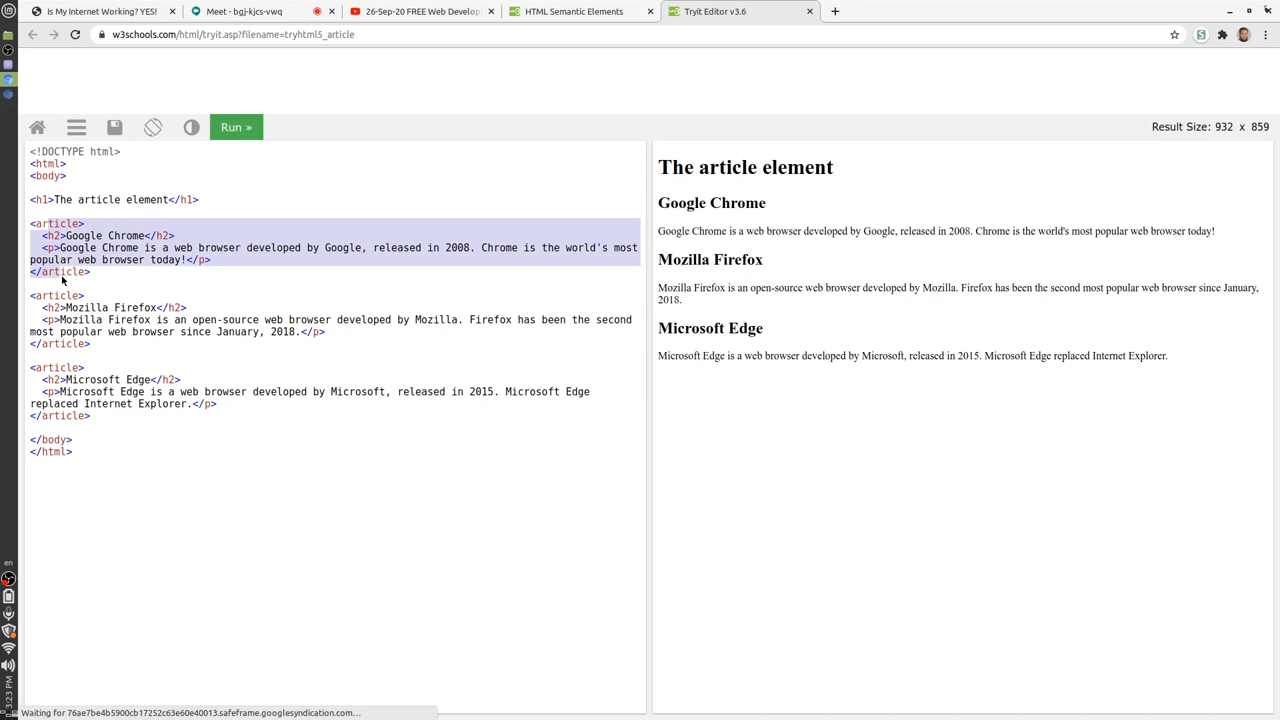 Is My Internet Working? YES!
Meet - bgj-kjcs-vwq
26-Sep-20 FREE Web Develop
HTML Semantic Elements
Tryit Editor v3.6
w3schools.com/html/tryit.asp?filename=tryhtml5_article
Run »
Result Size: 932 x 859
<!DOCTYPE html>
<html>
<body>
<h1>The article element</h1>
<article>
<h2>Google Chrome</h2>
<p>Google Chrome is a web browser developed by Google, released in 2008. Chrome is the world's most
popular web browser today!</p>
</article>
<article>
<h2>Mozilla Firefox</h2>
<p>Mozilla Firefox is an open-source web browser developed by Mozilla. Firefox has been the second
most popular web browser since January, 2018.</p>
</article>
<article>
<h2>Microsoft Edge</h2>
<p>Microsoft Edge is a web browser developed by Microsoft, released in 2015. Microsoft Edge
replaced Internet Explorer.</p>
</article>
</body>
</html>
The article element
Google Chrome
Google Chrome is a web browser developed by Google, released in 2008. Chrome is the world's most popular web browser today!
Mozilla Firefox
Mozilla Firefox is an open-source web browser developed by Mozilla. Firefox has been the second most popular web browser since January,
2018.
Microsoft Edge
Microsoft Edge is a web browser developed by Microsoft, released in 2015. Microsoft Edge replaced Internet Explorer.
en
3:23 PM
Waiting for 76ae7be4b5900cb17252c63e60e40013.safeframe.googlesyndication.com…